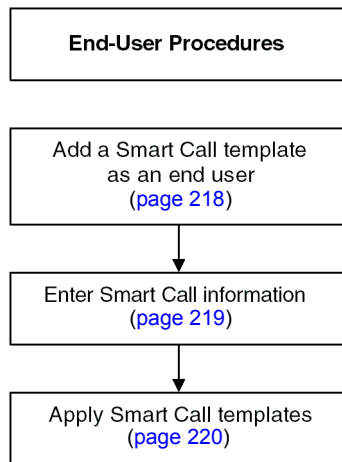 End-User Procedures
Add a Smart Call template
as an end user
(page 218)
Enter Smart Call information
(page 219)
Apply Smart Call templates
(page 220)